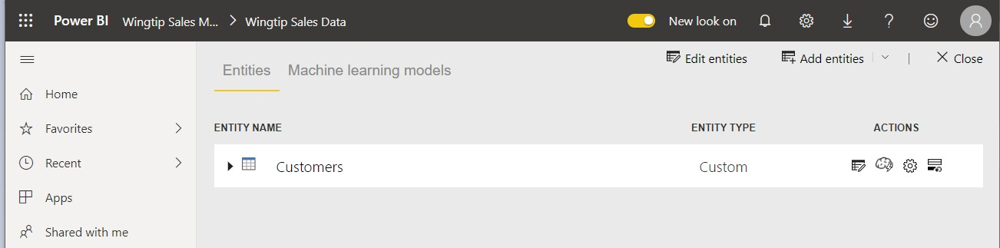 Power BI Wingtip Sales M... > Wingtip Sales Data New look on ?
Edit entities Add entities | Close
Entities Machine learning models
Home
Favorites
Recent
Apps
Shared with me
ENTITY NAME ENTITY TYPE ACTIONS
Customers Custom